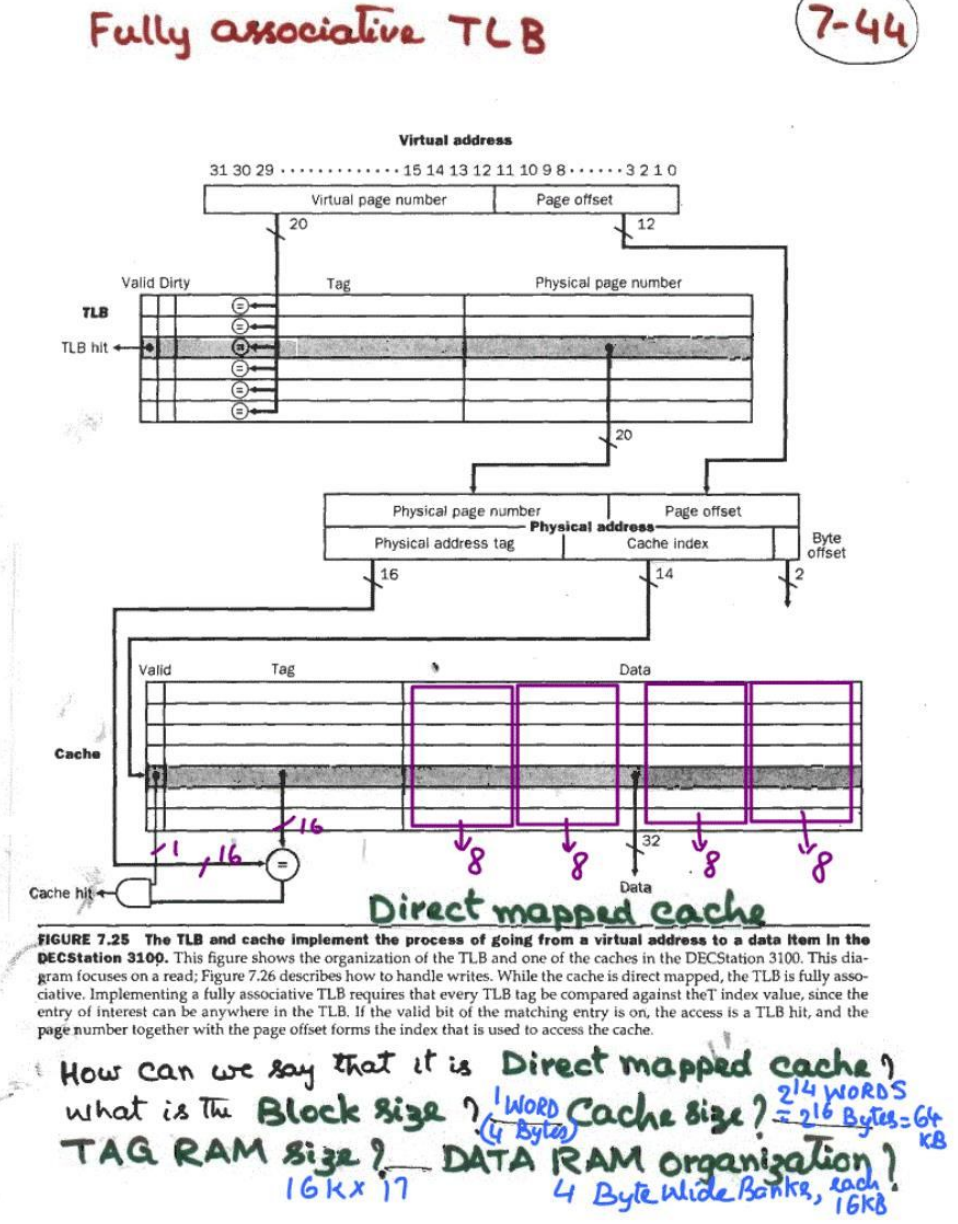 Fully associative TLB
7-44
Virtual address
31 30 29 ············· 15 14 13 12 11 10 9 8 ······ 3 2 1 0
Virtual page number Page offset
20 12
Valid Dirty Tag Physical page number
TLB
=
=
TLB hit =
=
=
=
20
Physical page number Page offset
Physical address
Physical address tag Cache index Byte offset
16 14 2
Valid Tag Data
Cache
16
1 16 = 32
8 8 8 8
Cache hit Data
Direct mapped cache
FIGURE 7.25 The TLB and cache implement the process of going from a virtual address to a data item in the
DECStation 3100. This figure shows the organization of the TLB and one of the caches in the DECStation 3100. This dia-
gram focuses on a read; Figure 7.26 describes how to handle writes. While the cache is direct mapped, the TLB is fully asso-
ciative. Implementing a fully associative TLB requires that every TLB tag be compared against theT index value, since the
entry of interest can be anywhere in the TLB. If the valid bit of the matching entry is on, the access is a TLB hit, and the
page number together with the page offset forms the index that is used to access the cache.
How can we say that it is Direct mapped cache?
what is the Block size? 1 WORD (4 Bytes) Cache size? 2^14 WORDS = 2^16 Bytes = 64 KB
TAG RAM size? DATA RAM organization?
16K x 17 4 Byte Wide Banks, each 16KB